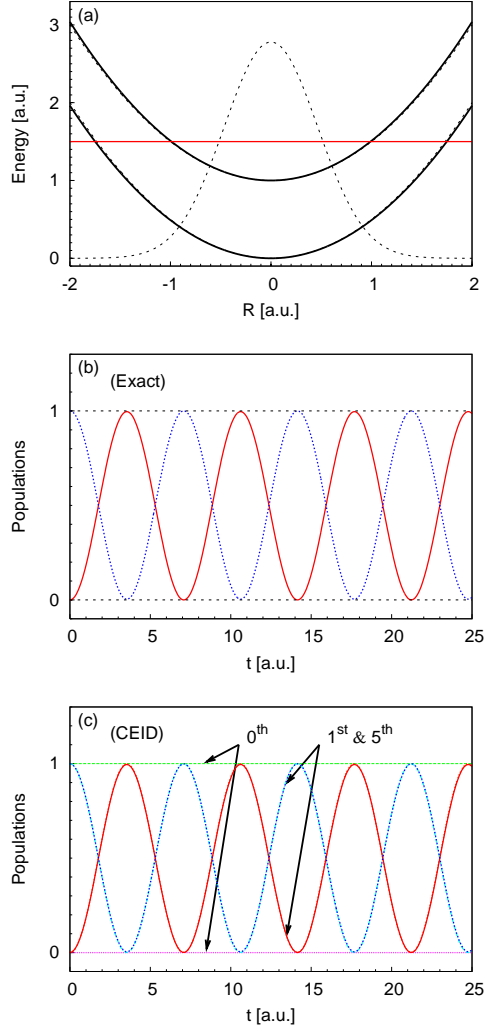 (a)
3
2
1
0
Energy [a.u.]
-2 -1 0 1 2
R [a.u.]
(b)
(Exact)
1
0
Populations
0 5 10 15 20 25
t [a.u.]
(c)
(CEID)
0th
1st & 5th
1
0
Populations
0 5 10 15 20 25
t [a.u.]